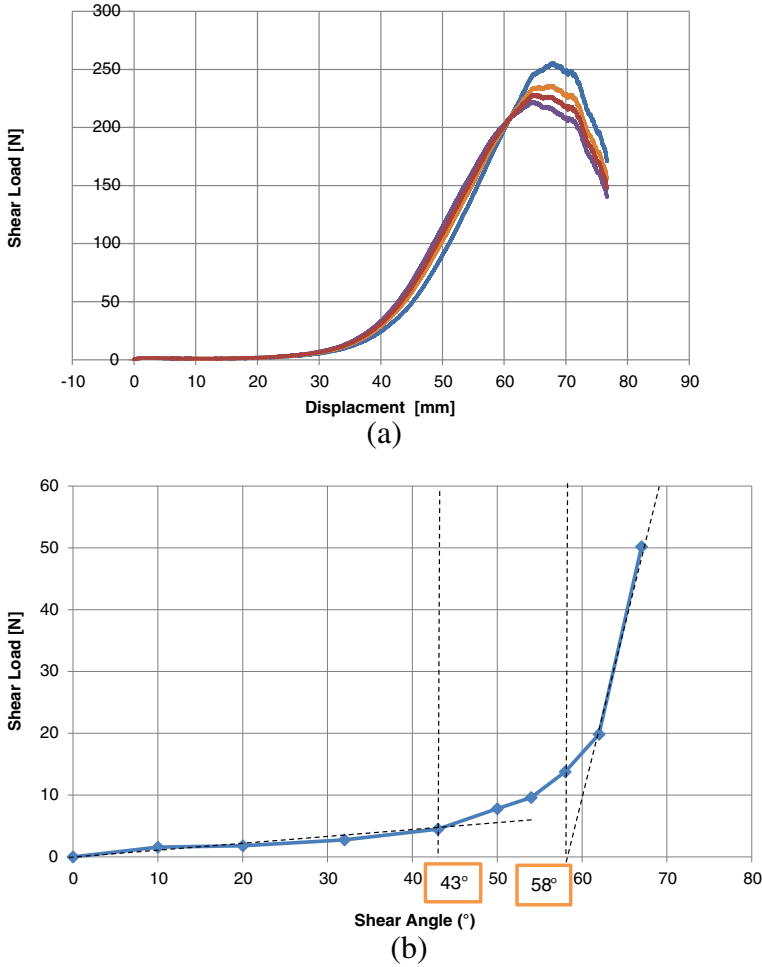 300
250
200
150
100
50
0
Shear Load [N]
-10 0 10 20 30 40 50 60 70 80 90
Displacment [mm]
(a)
60
50
40
30
20
10
0
Shear Load [N]
0 10 20 30 40 50 60 70 80
43°
58°
Shear Angle (°)
(b)